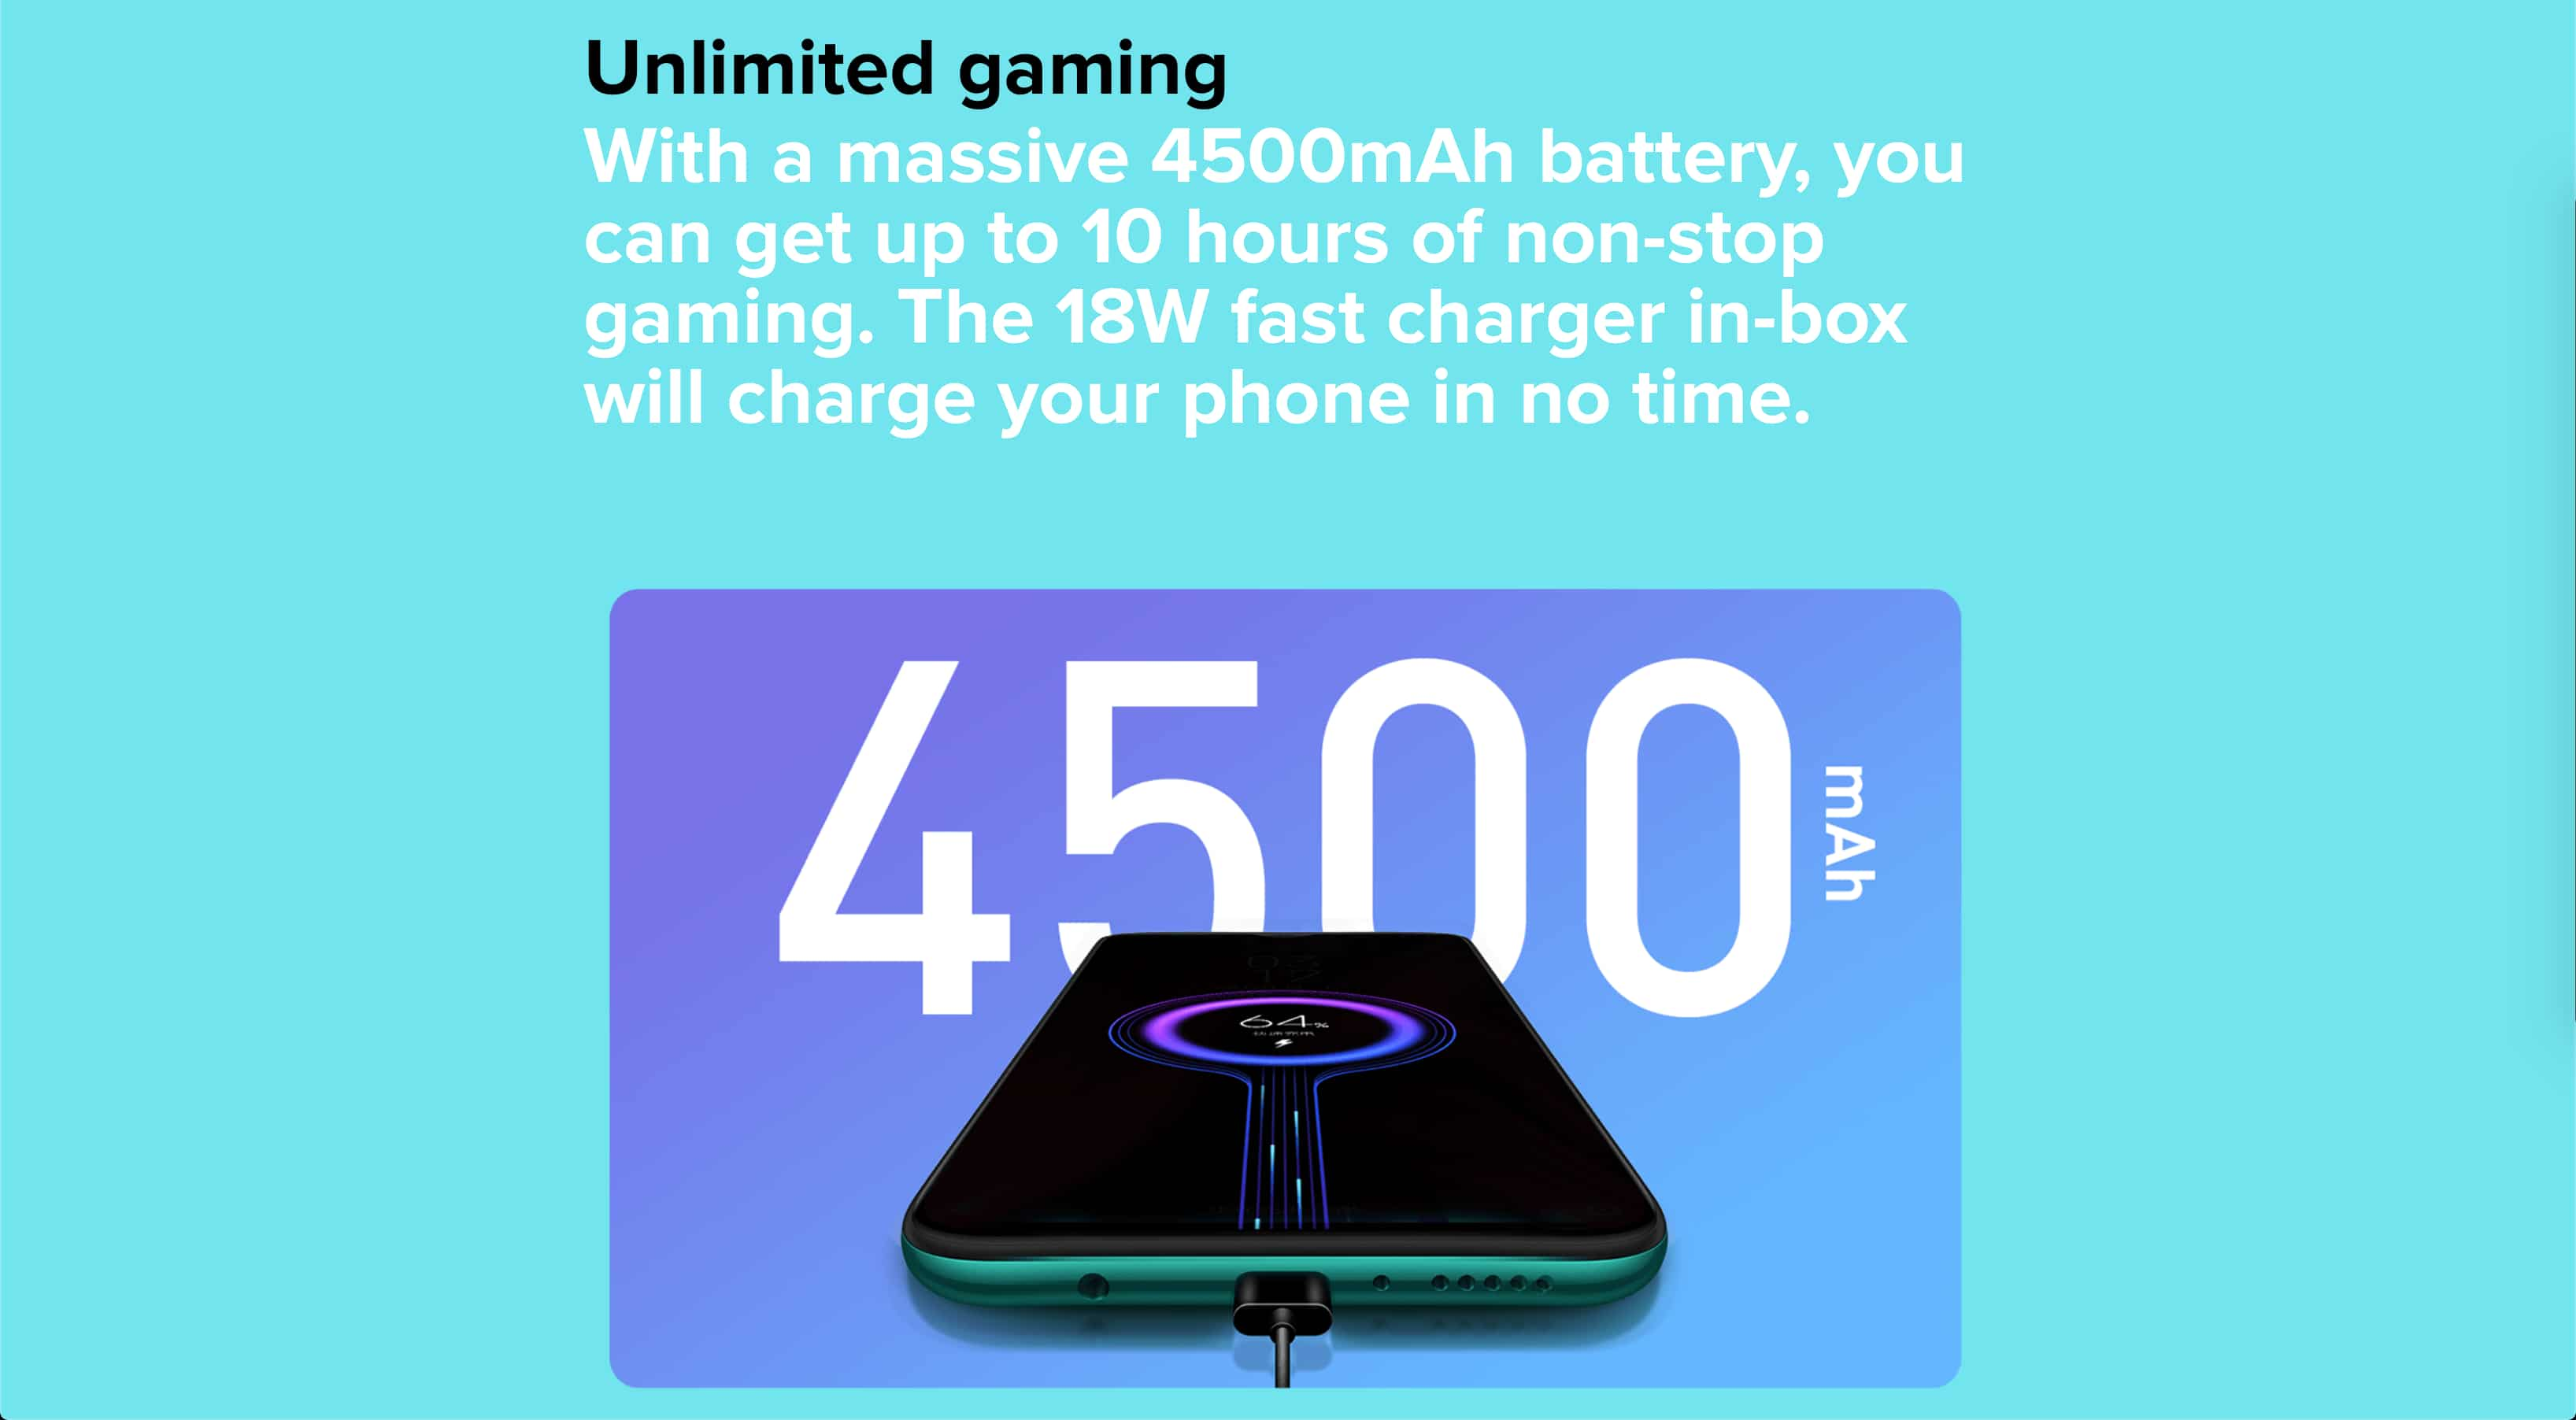 Unlimited gaming
With a massive 4500mAh battery, you
can get up to 10 hours of non-stop
gaming. The 18W fast charger in-box
will charge your phone in no time.
4500
mAh
64%